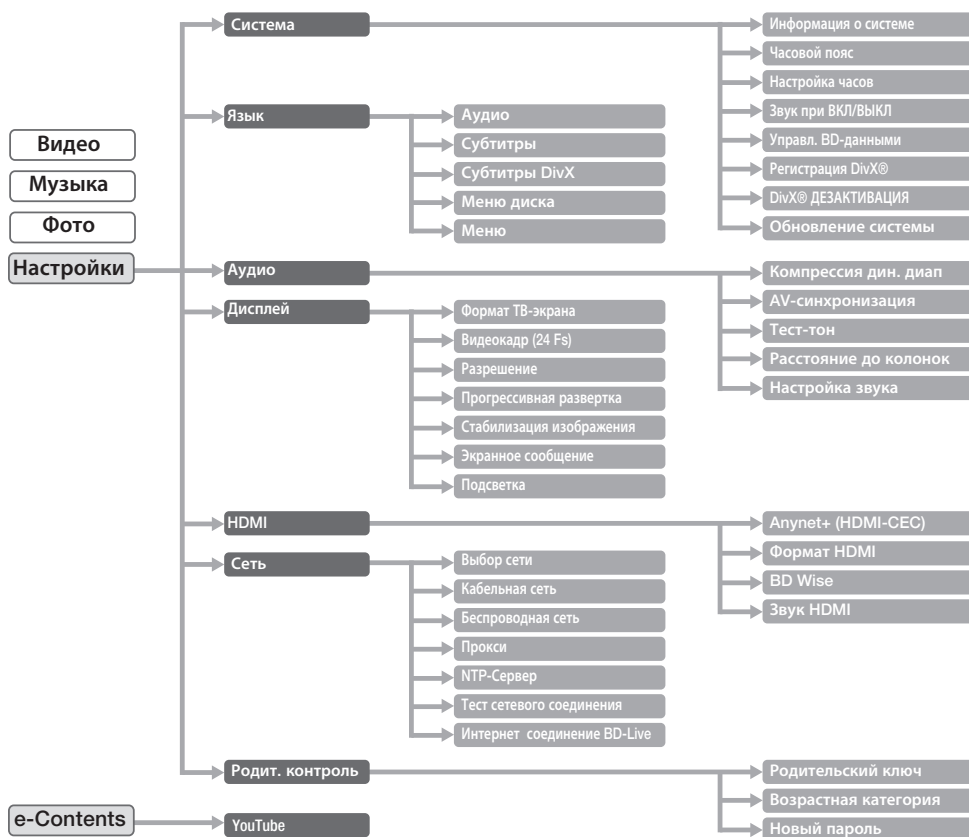 Видео
Музыка
Фото
Настройки
Система
Информация о системе
Часовой пояс
Настройка часов
Звук при ВКЛ/ВЫКЛ
Управл. BD-данными
Регистрация DivX®
DivX® ДЕЗАКТИВАЦИЯ
Обновление системы
Язык
Аудио
Субтитры
Субтитры DivX
Меню диска
Меню
Аудио
Компрессия дин. диап
AV-синхронизация
Тест-тон
Расстояние до колонок
Настройка звука
Дисплей
Формат ТВ-экрана
Видеокадр (24 Fs)
Разрешение
Прогрессивная развертка
Стабилизация изображения
Экранное сообщение
Подсветка
HDMI
Anynet+ (HDMI-CEC)
Формат HDMI
BD Wise
Звук HDMI
Сеть
Выбор сети
Кабельная сеть
Беспроводная сеть
Прокси
NTP-Сервер
Тест сетевого соединения
Интернет соединение BD-Live
Родит. контроль
Родительский ключ
Возрастная категория
Новый пароль
e-Contents
YouTube